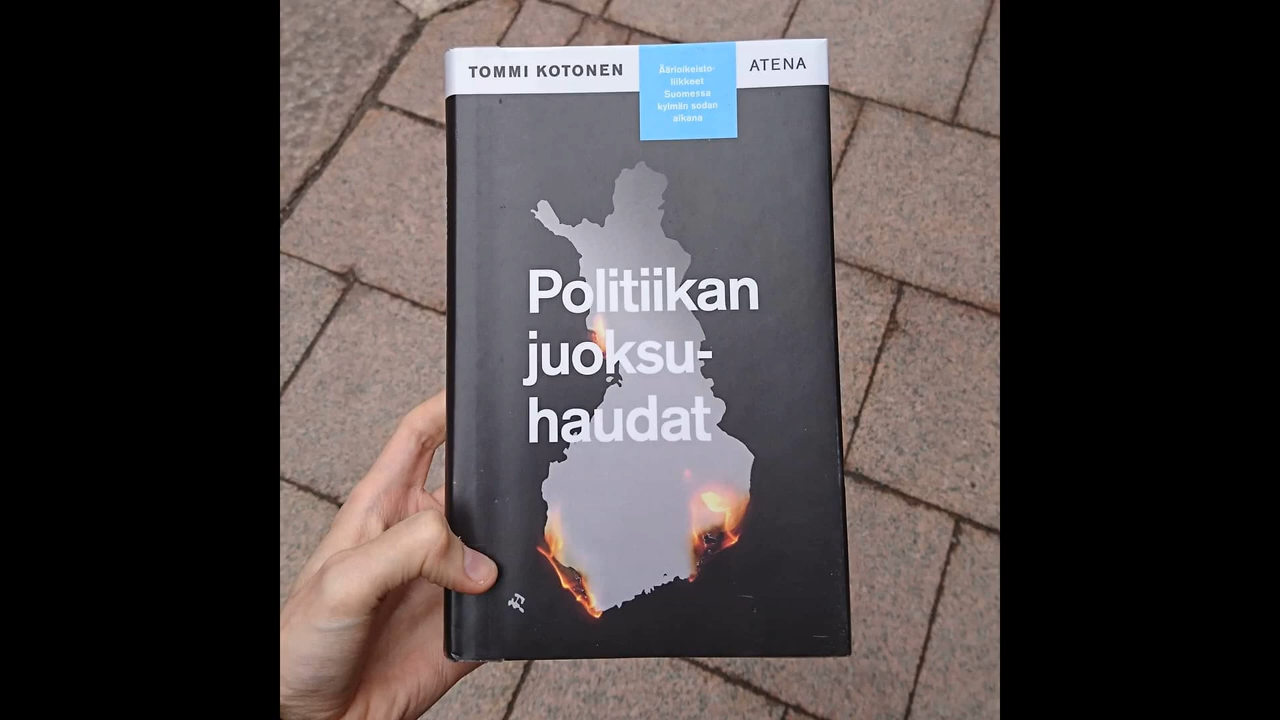 TOMMI KOTONEN
Äärioikeisto-
liikkeet
Suomessa
kylmän sodan
aikana
ATENA
Politiikan
juoksu-
haudat